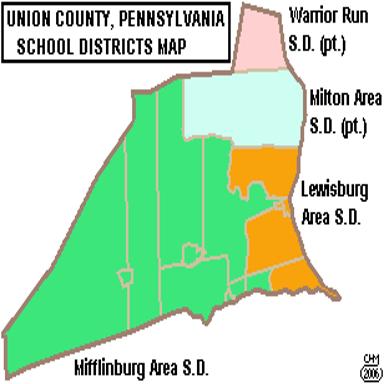 UNION COUNTY, PENNSYLVANIA
SCHOOL DISTRICTS MAP
Warrior Run
S.D. (pt.)
Milton Area
S.D. (pt.)
Lewisburg
Area S.D.
Mifflinburg Area S.D.
CHM
(2006)